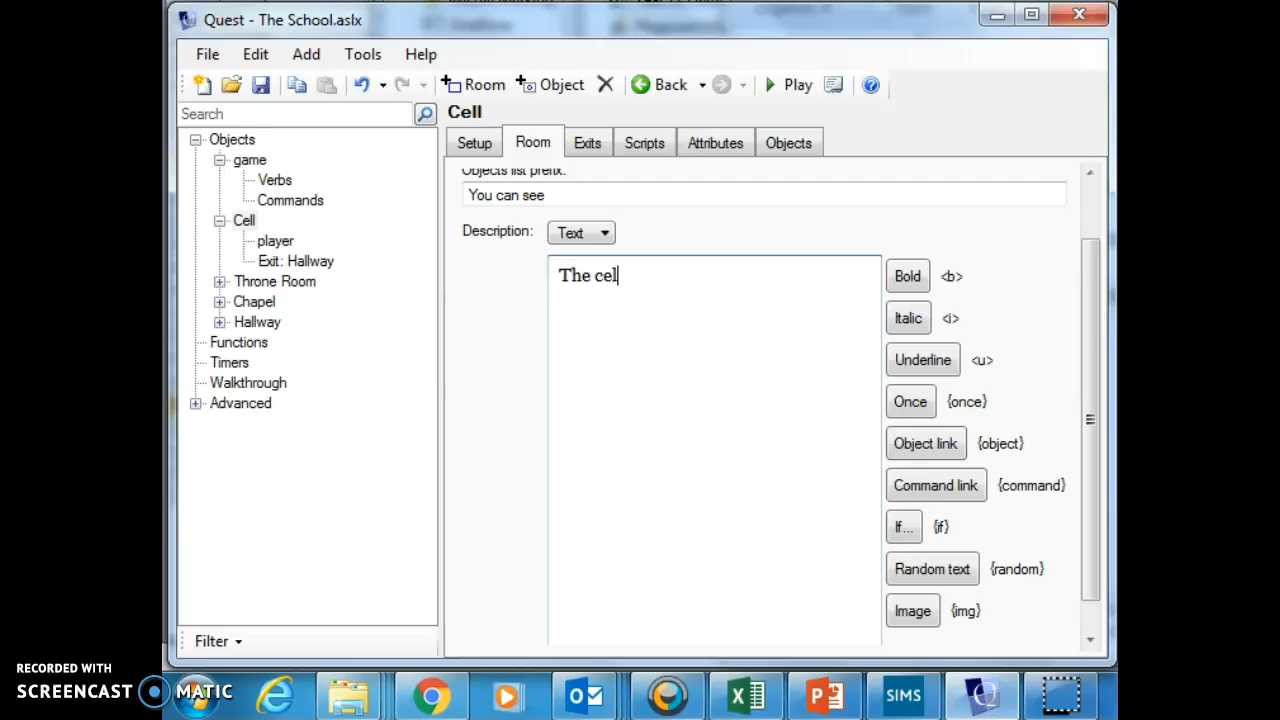 Quest - The School.aslx
File Edit Add Tools Help
Room Object Back Play
Search
Cell
Setup Room Exits Scripts Attributes Objects
Objects
game
Verbs
Commands
Cell
player
Exit: Hallway
Throne Room
Chapel
Hallway
Functions
Timers
Walkthrough
Advanced
Filter
Objects list prefix:
You can see
Description: Text
The cel
Bold <b>
Italic <i>
Underline <u>
Once {once}
Object link {object}
Command link {command}
If... {if}
Random text {random}
Image {img}
RECORDED WITH
SCREENCAST MATIC
SIMS